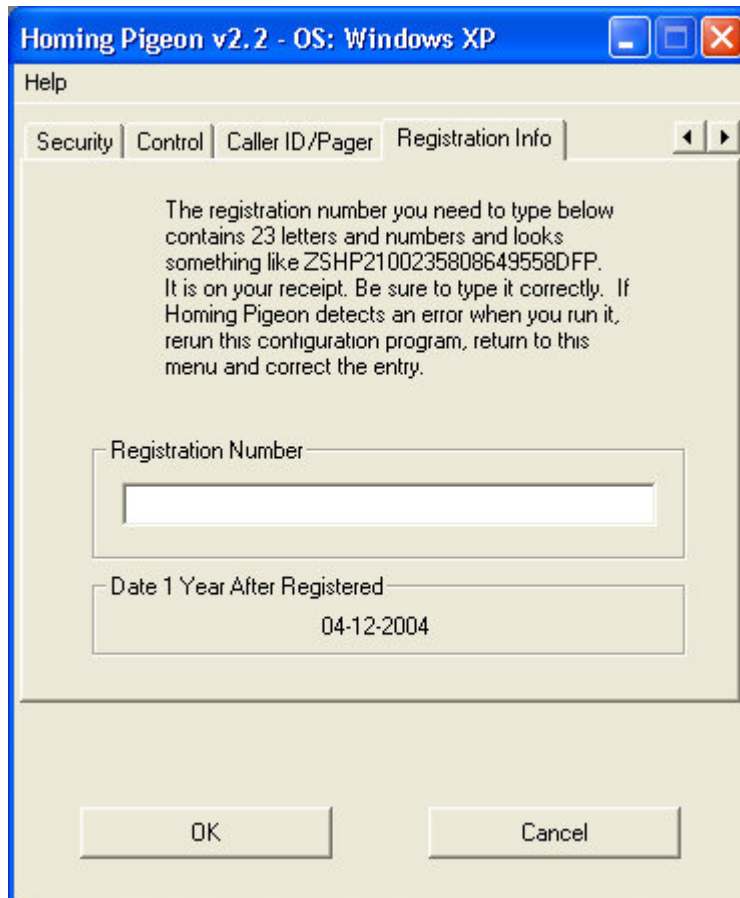 Homing Pigeon v2.2 - OS: Windows XP
Help
Security Control Caller ID/Pager Registration Info
The registration number you need to type below
contains 23 letters and numbers and looks
something like ZSHP2100235808649558DFP.
It is on your receipt. Be sure to type it correctly. If
Homing Pigeon detects an error when you run it,
rerun this configuration program, return to this
menu and correct the entry.
Registration Number
Date 1 Year After Registered
04-12-2004
OK Cancel